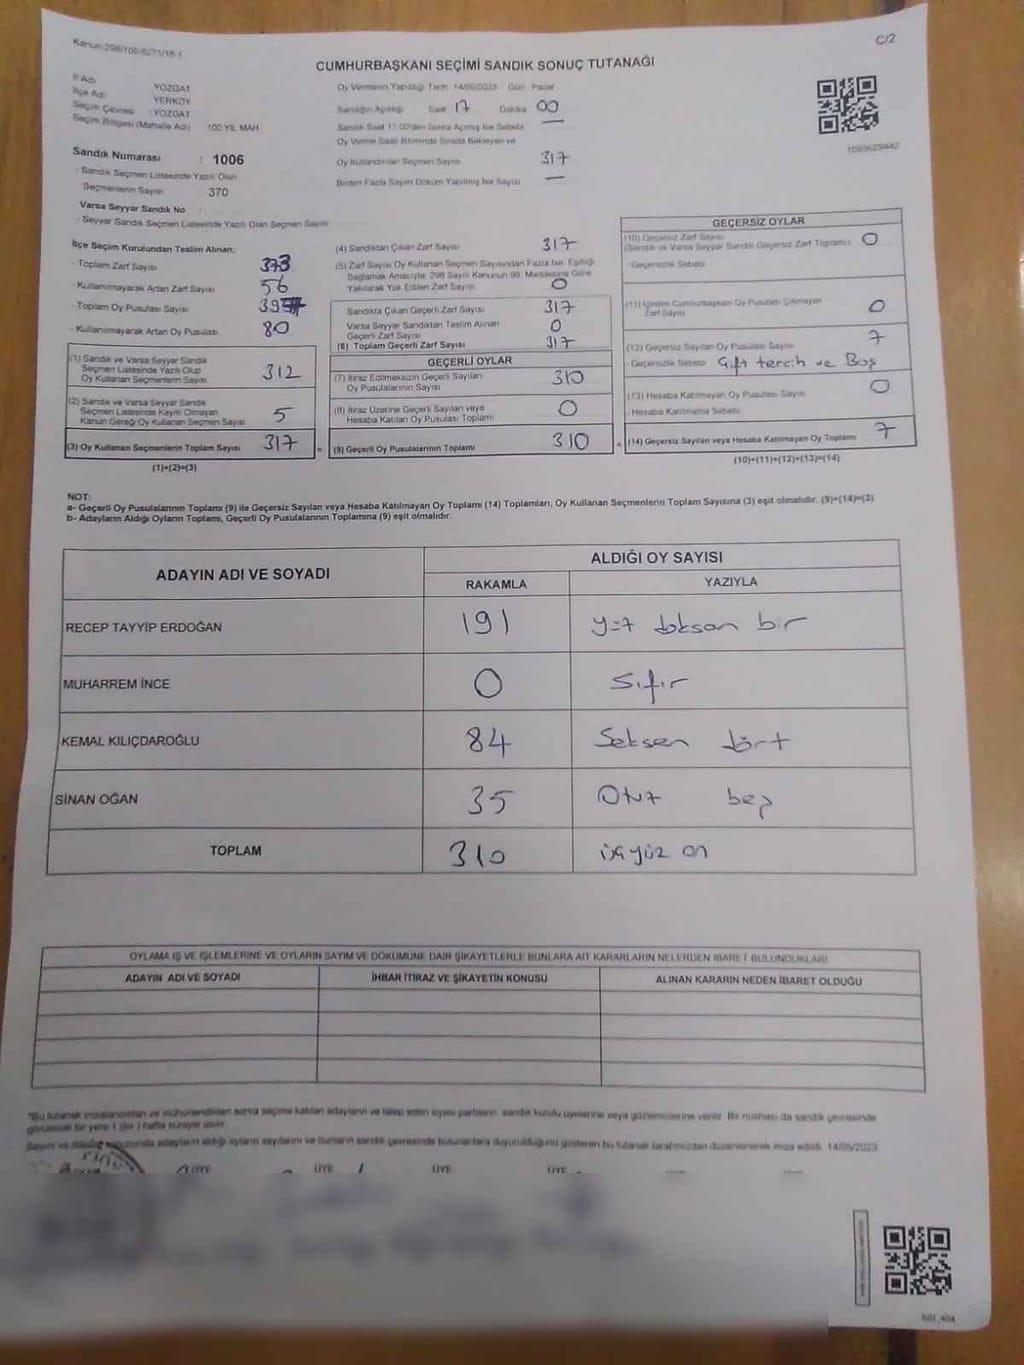 Kanun:298/105;6271/18-1
C/2
CUMHURBAŞKANI SEÇİMİ SANDIK SONUÇ TUTANAĞI
İl Adı YOZGAT
İlçe Adı YERKÖY
Seçim Çevresi : YOZGAT
Seçim Bölgesi (Mahalle Adı) 100 YIL MAH
Sandık Numarası : 1006
- Sandık Seçmen Listesinde Yazılı Olan
Seçmenlerin Sayısı : 370
Varsa Seyyar Sandık No
- Seyyar Sandık Seçmen Listesinde Yazılı Olan Seçmen Sayısı
Oy Vermenin Yapıldığı Tarih 14/05/2023 Gün Pazar
Sandığın Açıldığı Saat 17 Dakika 00
Sandık Saat 17:00'den Sonra Açılmış İse Sebebi —
Oy Verme Saati Bitiminde Sırada Bekleyen ve
Oy Kullandırılan Seçmen Sayısı 317
Birden Fazla Sayım Döküm Yapılmış İse Sayısı —
1093629442
İlçe Seçim Kurulundan Teslim Alınan:
- Toplam Zarf Sayısı 373
- Kullanılmayarak Artan Zarf Sayısı 56
- Toplam Oy Pusulası Sayısı
- Kullanılmayarak Artan Oy Pusulası 80
(1) Sandık ve Varsa Seyyar Sandık
Seçmen Listesinde Yazılı Olup
Oy Kullanan Seçmenlerin Sayısı 312
(2) Sandık ve Varsa Seyyar Sandık
Seçmen Listesinde Kayıtlı Olmayan
Kanun Gereği Oy Kullanan Seçmen Sayısı 5
(3) Oy Kullanan Seçmenlerin Toplam Sayısı 317
(1)+(2)=(3)
(4) Sandıktan Çıkan Zarf Sayısı 317
(5) Zarf Sayısı Oy Kullanan Seçmen Sayısından Fazla İse, Eşitliği
Sağlamak Amacıyla, 298 Sayılı Kanunun 98. Maddesine Göre
Yakılarak Yok Edilen Zarf Sayısı 0
Sandıkta Çıkan Geçerli Zarf Sayısı 317
Varsa Seyyar Sandıktan Teslim Alınan
Geçerli Zarf Sayısı 0
(6) Toplam Geçerli Zarf Sayısı 317
GEÇERLİ OYLAR
(7) İtiraz Edilmeksizin Geçerli Sayılan
Oy Pusulalarının Sayısı 310
(8) İtiraz Üzerine Geçerli Sayılan veya
Hesaba Katılan Oy Pusulası Toplamı 0
(9) Geçerli Oy Pusulalarının Toplamı 310
GEÇERSİZ OYLAR
(10) Geçersiz Zarf Sayısı
(Sandık ve Varsa Seyyar Sandık Geçersiz Zarf Toplamı) 0
- Geçersizlik Sebebi
(11) İçinden Cumhurbaşkanı Oy Pusulası Çıkmayan
Zarf Sayısı 0
(12) Geçersiz Sayılan Oy Pusulası Sayısı 7
- Geçersizlik Sebebi Çift tercih ve Boş
(13) Hesaba Katılmayan Oy Pusulası Sayısı 0
Hesaba Katılmama Sebebi
(14) Geçersiz Sayılan veya Hesaba Katılmayan Oy Toplamı 7
(10)+(11)+(12)+(13)=(14)
NOT:
a- Geçerli Oy Pusulalarının Toplamı (9) ile Geçersiz Sayılan veya Hesaba Katılmayan Oy Toplamı (14) Toplamları, Oy Kullanan Seçmenlerin Toplam Sayısına (3) eşit olmalıdır. (9)+(14)=(3)
b- Adayların Aldığı Oyların Toplamı, Geçerli Oy Pusulalarının Toplamına (9) eşit olmalıdır.
ADAYIN ADI VE SOYADI
ALDIĞI OY SAYISI
RAKAMLA YAZIYLA
RECEP TAYYİP ERDOĞAN 191 yüz doksan bir
MUHARREM İNCE 0 Sıfır
KEMAL KILIÇDAROĞLU 84 Seksen dört
SİNAN OĞAN 35 Otuz beş
TOPLAM 310 üçyüz on
OYLAMA İŞ VE İŞLEMLERİNE VE OYLARIN SAYIM VE DÖKÜMÜNE DAİR ŞİKAYETLERLE BUNLARA AİT KARARLARIN NELERDEN İBARET BULUNDUKLARI
ADAYIN ADI VE SOYADI İHBAR İTİRAZ VE ŞİKAYETİN KONUSU ALINAN KARARIN NEDEN İBARET OLDUĞU
*Bu tutanak imzalandıktan ve mühürlendikten sonra seçime katılan adayların ve talep eden siyasi partilerin sandık kurulu üyelerine veya gözlemcilerine verilir. Bir nüshası da sandık çevresinde
görülecek bir yere 1 (bir) hafta süreyle asılır.
Sayım ve döküm sonucunda adayların aldığı oyların sayılarını ve bunların sandık çevresinde bulunanlara duyurulduğunu gösteren bu tutanak tarafımızdan düzenlenerek imza edildi. 14/05/2023
ÜYE ÜYE ÜYE ÜYE